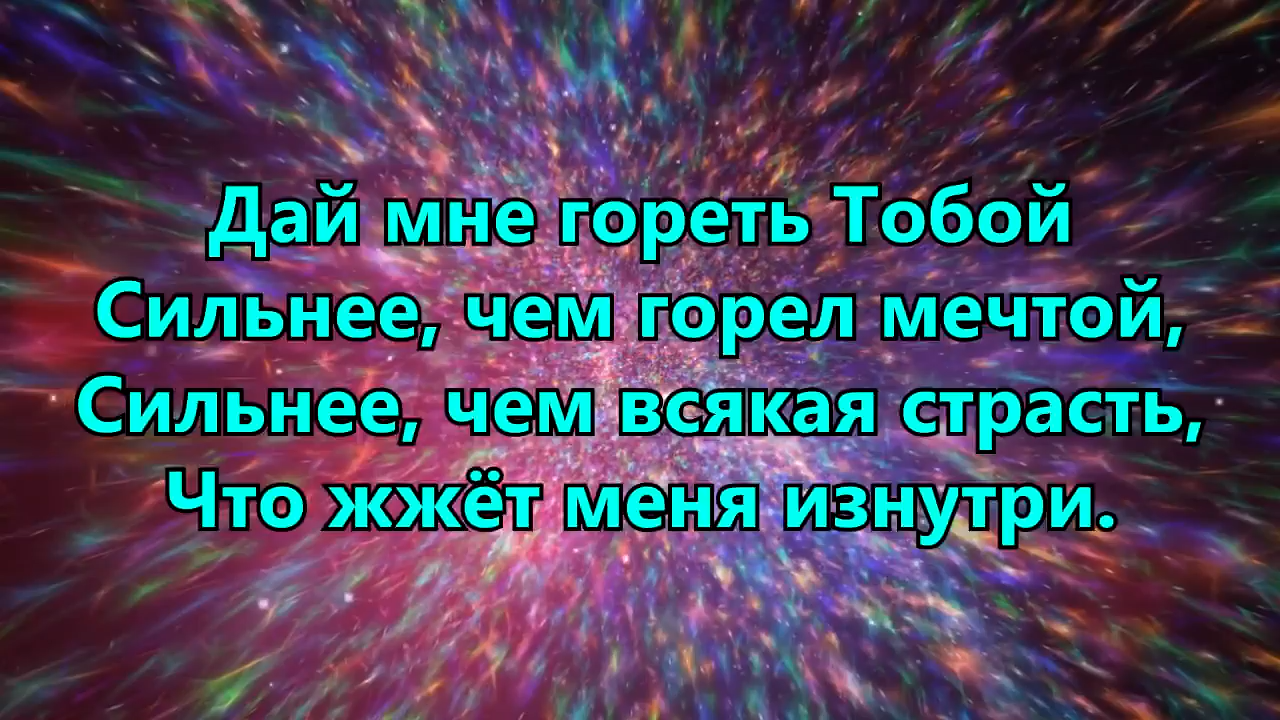 Дай мне гореть Тобой
Сильнее, чем горел мечтой,
Сильнее, чем всякая страсть,
Что жжёт меня изнутри.